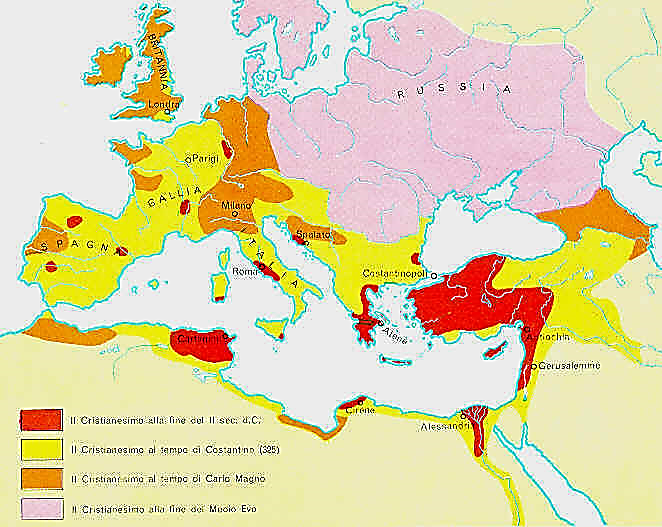 BRITANNIA
Londra
RUSSIA
Parigi
GALLIA
Milano
SPAGNA
ITALIA
Spalato
Roma
Costantinopoli
Atene
Cartagine
Antiochia
Gerusalemme
Cirene
Alessandria
Il Cristianesimo alla fine del II sec. d.C.
Il Cristianesimo al tempo di Costantino (325)
Il Cristianesimo al tempo di Carlo Magno
Il Cristianesimo alla fine del Medio Evo